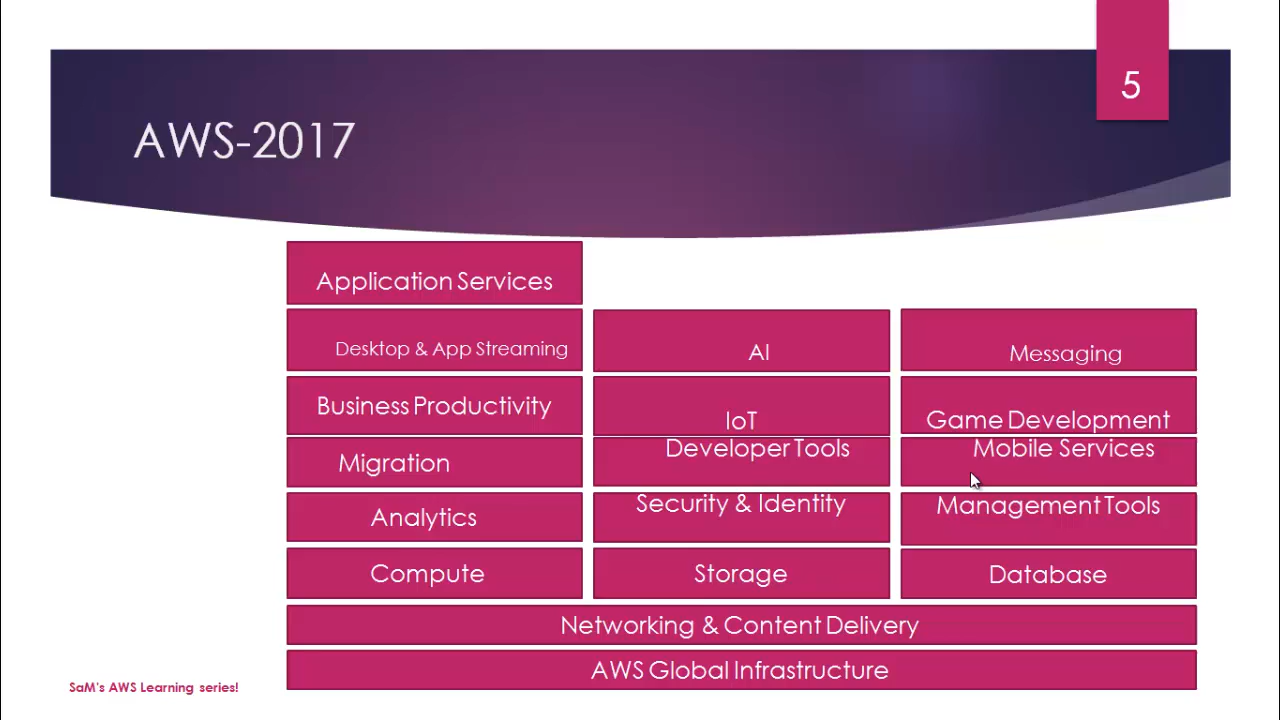 5
AWS-2017
Application Services
Desktop & App Streaming
AI
Messaging
Business Productivity
IoT
Game Development
Migration
Developer Tools
Mobile Services
Analytics
Security & Identity
Management Tools
Compute
Storage
Database
Networking & Content Delivery
AWS Global Infrastructure
SaM's AWS Learning series!